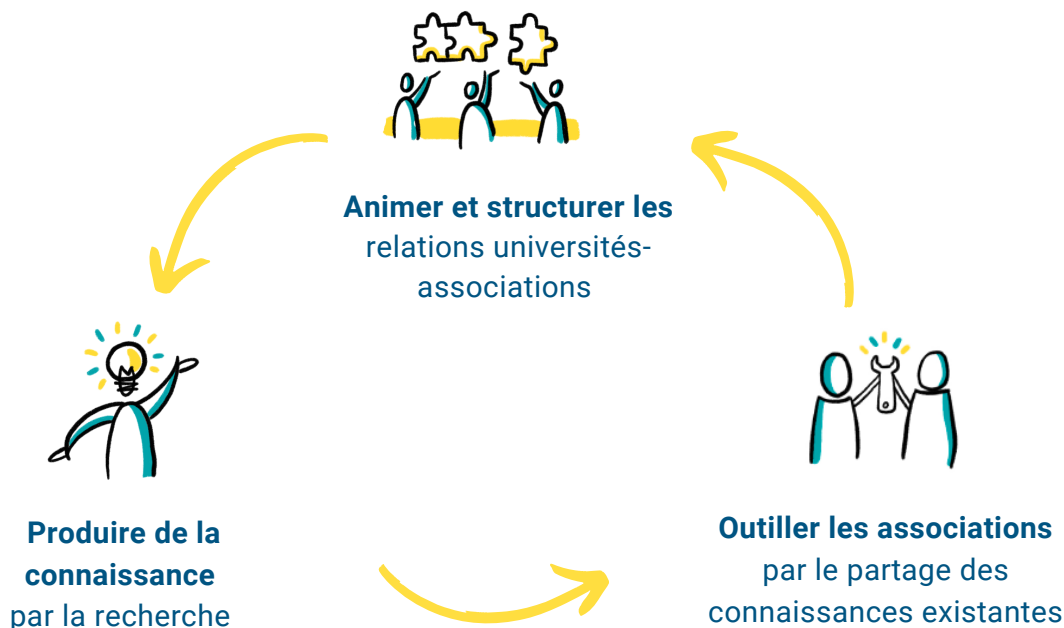 Animer et structurer les
relations universités-
associations
Produire de la
connaissance
par la recherche
Outiller les associations
par le partage des
connaissances existantes